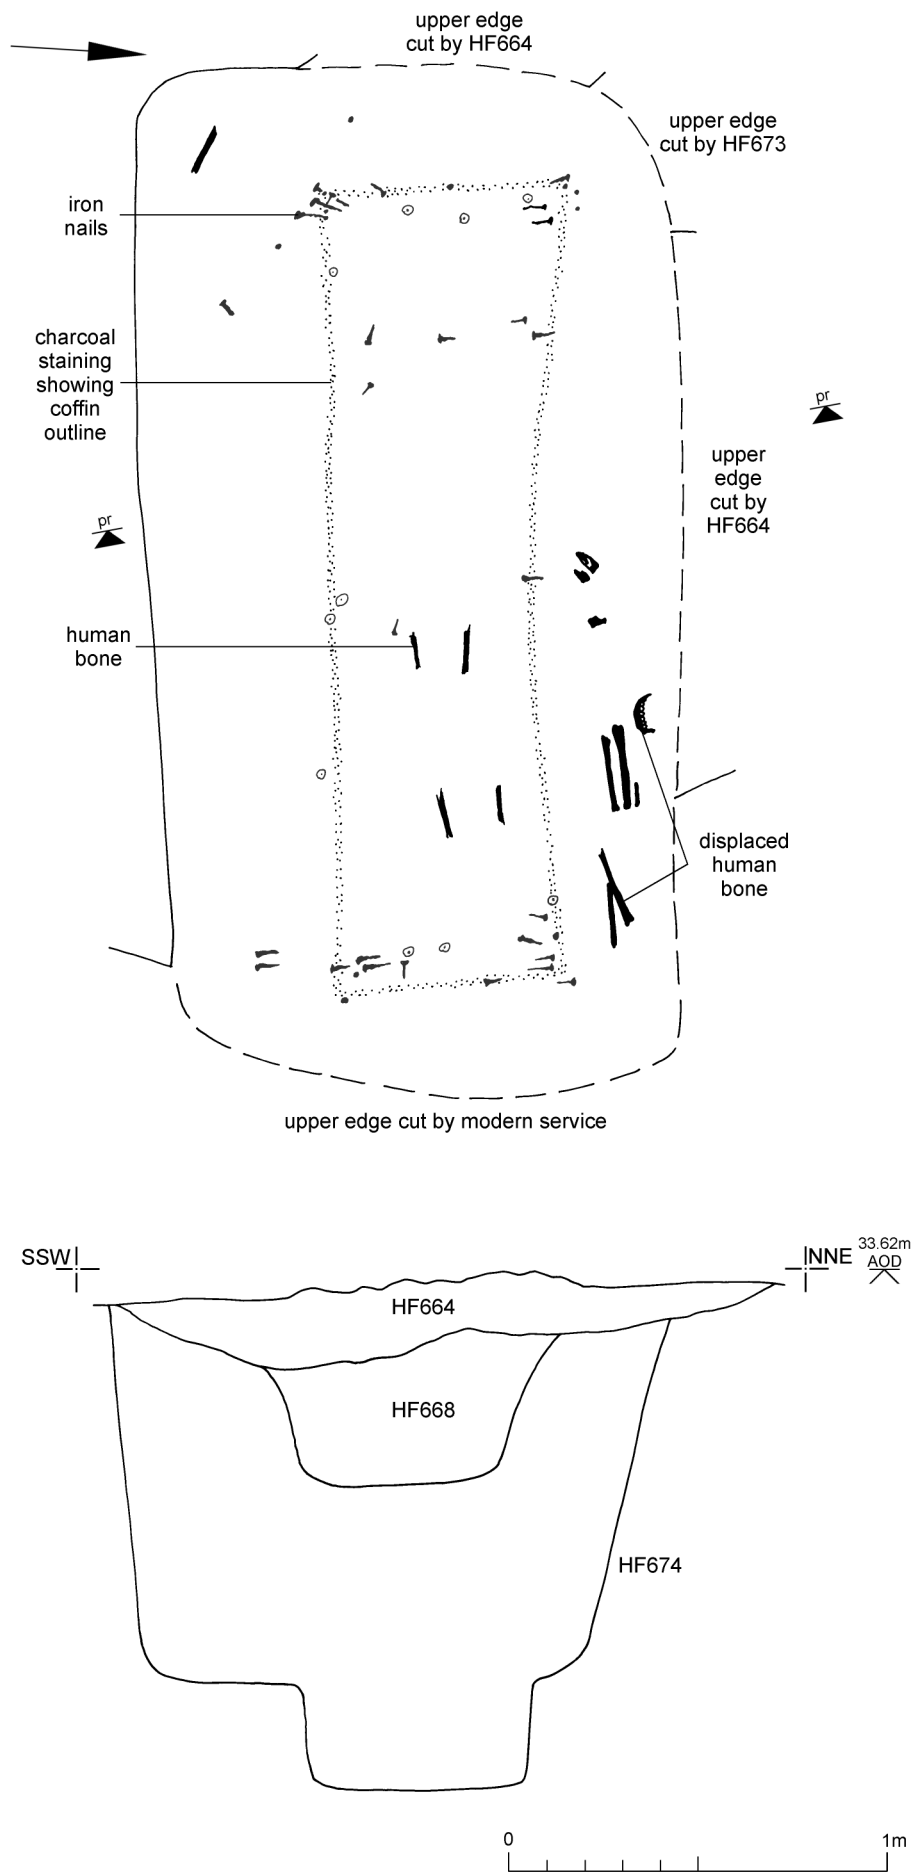 upper edge
cut by HF664
upper edge
cut by HF673
iron
nails
charcoal
staining
showing
coffin
outline
pr
upper
edge
cut by
HF664
pr
human
bone
displaced
human
bone
upper edge cut by modern service
SSW
NNE
33.62m
AOD
HF664
HF668
HF674
0
1m